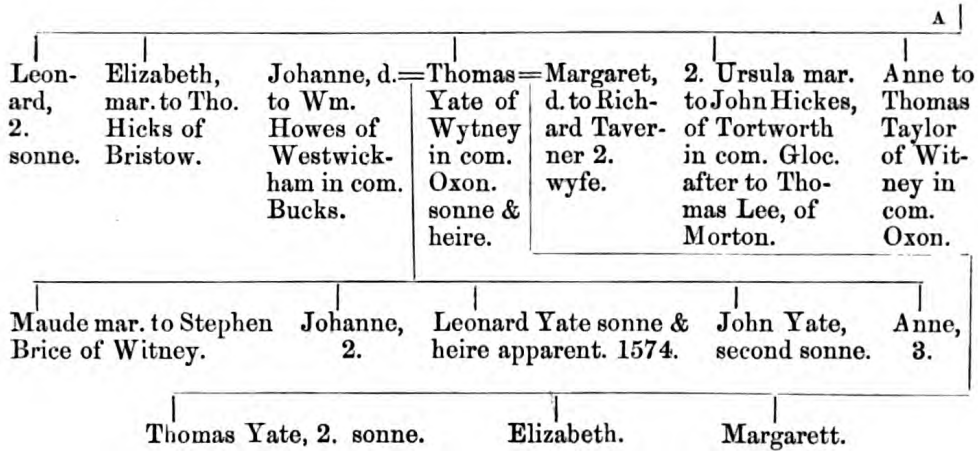 A
Leon-
ard,
2.
sonne.
Elizabeth,
mar. to Tho.
Hicks of
Bristow.
Johanne, d.=
to Wm.
Howes of
Westwick-
ham in com.
Bucks.
Thomas=
Yate of
Wytney
in com.
Oxon.
sonne &
heire.
Margaret,
d. to Rich-
ard Taver-
ner 2.
wyfe.
2. Ursula mar.
to John Hickes,
of Tortworth
in com. Gloc.
after to Tho-
mas Lee, of
Morton.
Anne to
Thomas
Taylor
of Wit-
ney in
com.
Oxon.
Maude mar. to Stephen
Brice of Witney.
Johanne,
2.
Leonard Yate sonne &
heire apparent. 1574.
John Yate,
second sonne.
Anne,
3.
Thomas Yate, 2. sonne.
Elizabeth.
Margarett.